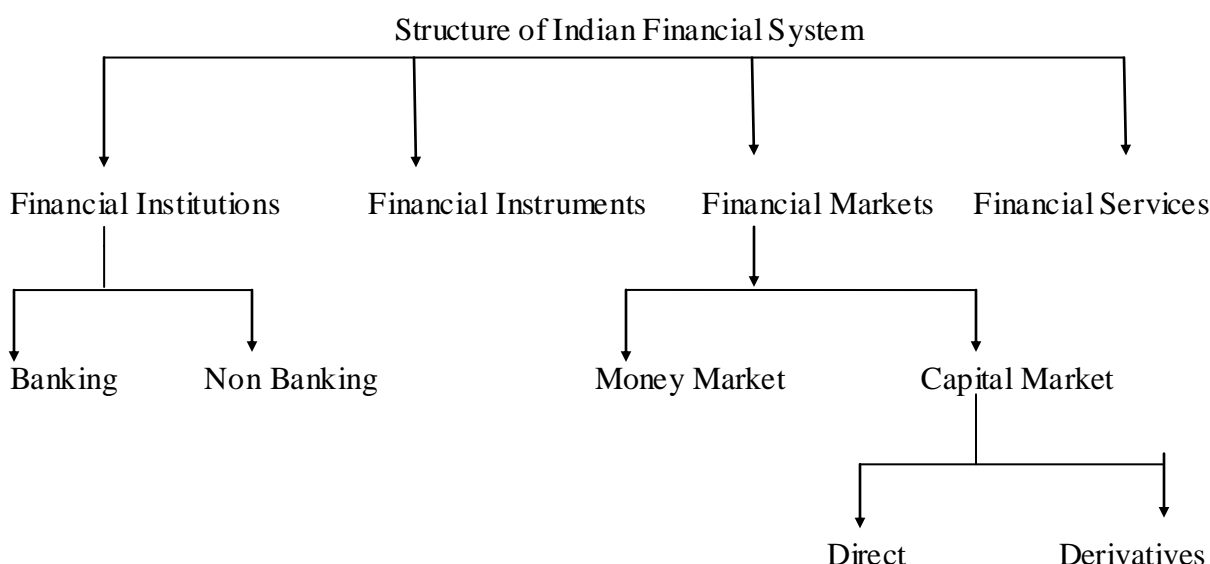 Structure of Indian Financial System
Financial Institutions Financial Instruments Financial Markets Financial Services
Banking Non Banking Money Market Capital Market
Direct Derivatives